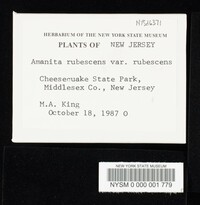 HERBARIUM OF THE NEW YORK STATE MUSEUM
PLANTS OF NEW JERSEY
Amanita rubescens var. rubescens
Cheesequake State Park,
Middlesex Co., New Jersey
M.A. King
October 18, 1987 O
NEW YORK STATE MUSEUM
NYSM 0 000 001 779